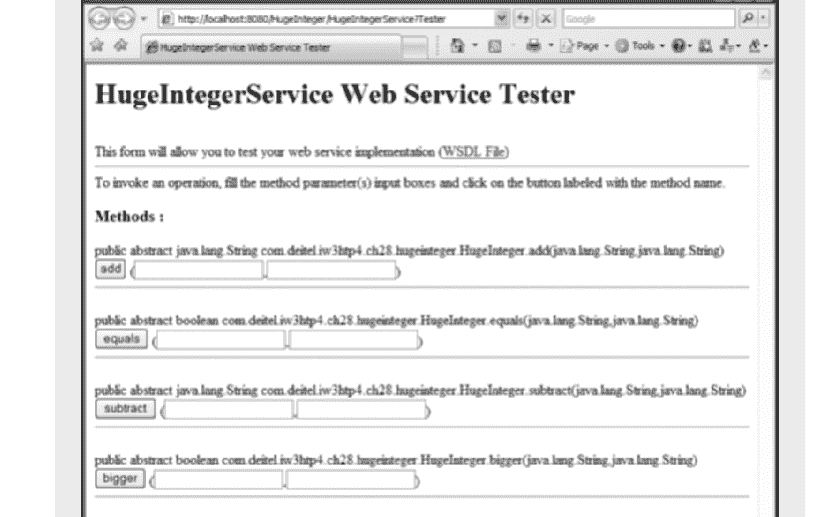 http://localhost:8080/HugeInteger/HugeIntegerService?Tester
Google
HugeIntegerService Web Service Tester
Page
Tools
HugeIntegerService Web Service Tester
This form will allow you to test your web service implementation (WSDL File)
To invoke an operation, fill the method parameter(s) input boxes and click on the button labeled with the method name.
Methods :
public abstract java.lang.String com.deitel.iw3htp4.ch28.hugeinteger.HugeInteger.add(java.lang.String,java.lang.String)
add ( , )
public abstract boolean com.deitel.iw3htp4.ch28.hugeinteger.HugeInteger.equals(java.lang.String,java.lang.String)
equals ( , )
public abstract java.lang.String com.deitel.iw3htp4.ch28.hugeinteger.HugeInteger.subtract(java.lang.String,java.lang.String)
subtract ( , )
public abstract boolean com.deitel.iw3htp4.ch28.hugeinteger.HugeInteger.bigger(java.lang.String,java.lang.String)
bigger ( , )